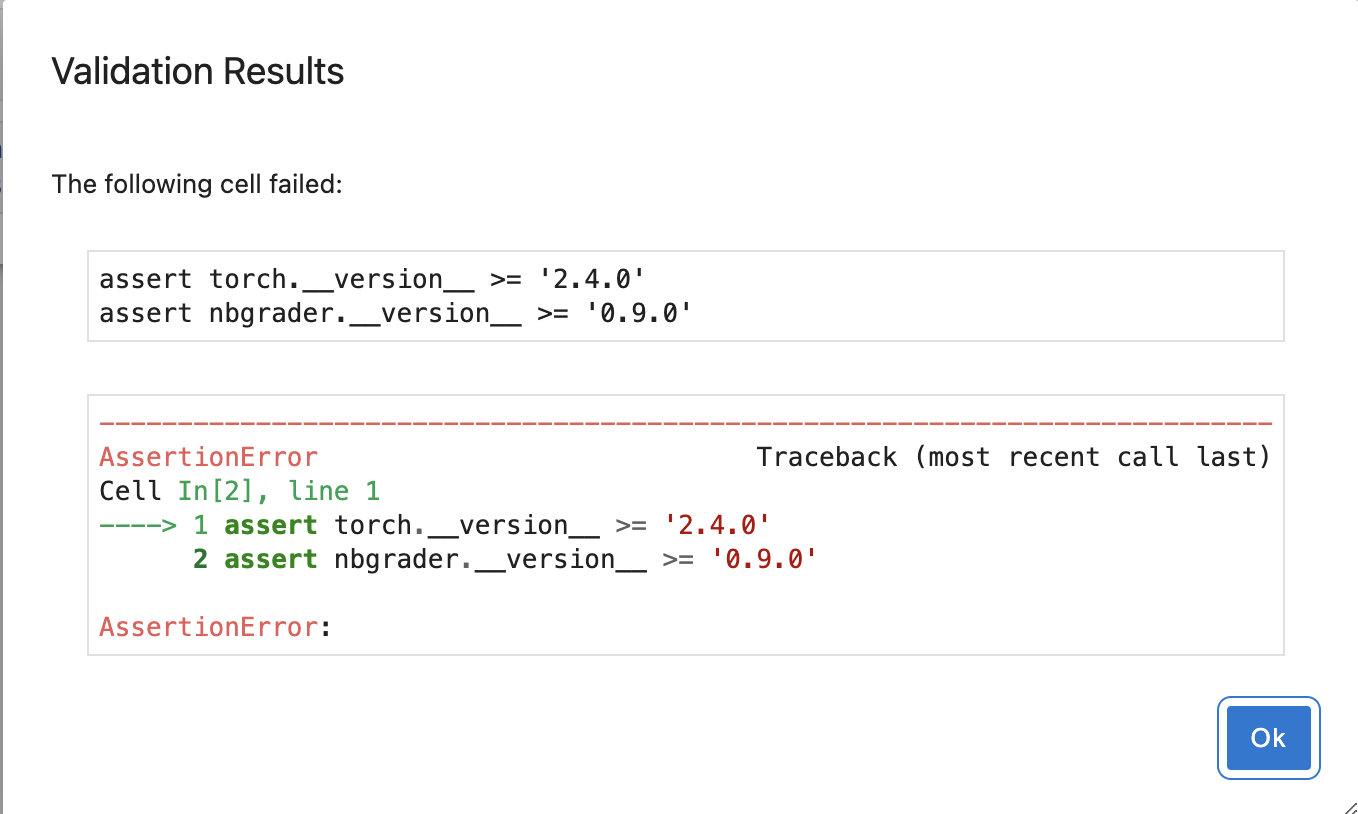 Validation Results
The following cell failed:
assert torch.__version__ >= '2.4.0'
assert nbgrader.__version__ >= '0.9.0'
---------------------------------------------------------------------------
AssertionError                            Traceback (most recent call last)
Cell In[2], line 1
----> 1 assert torch.__version__ >= '2.4.0'
      2 assert nbgrader.__version__ >= '0.9.0'
AssertionError:
Ok